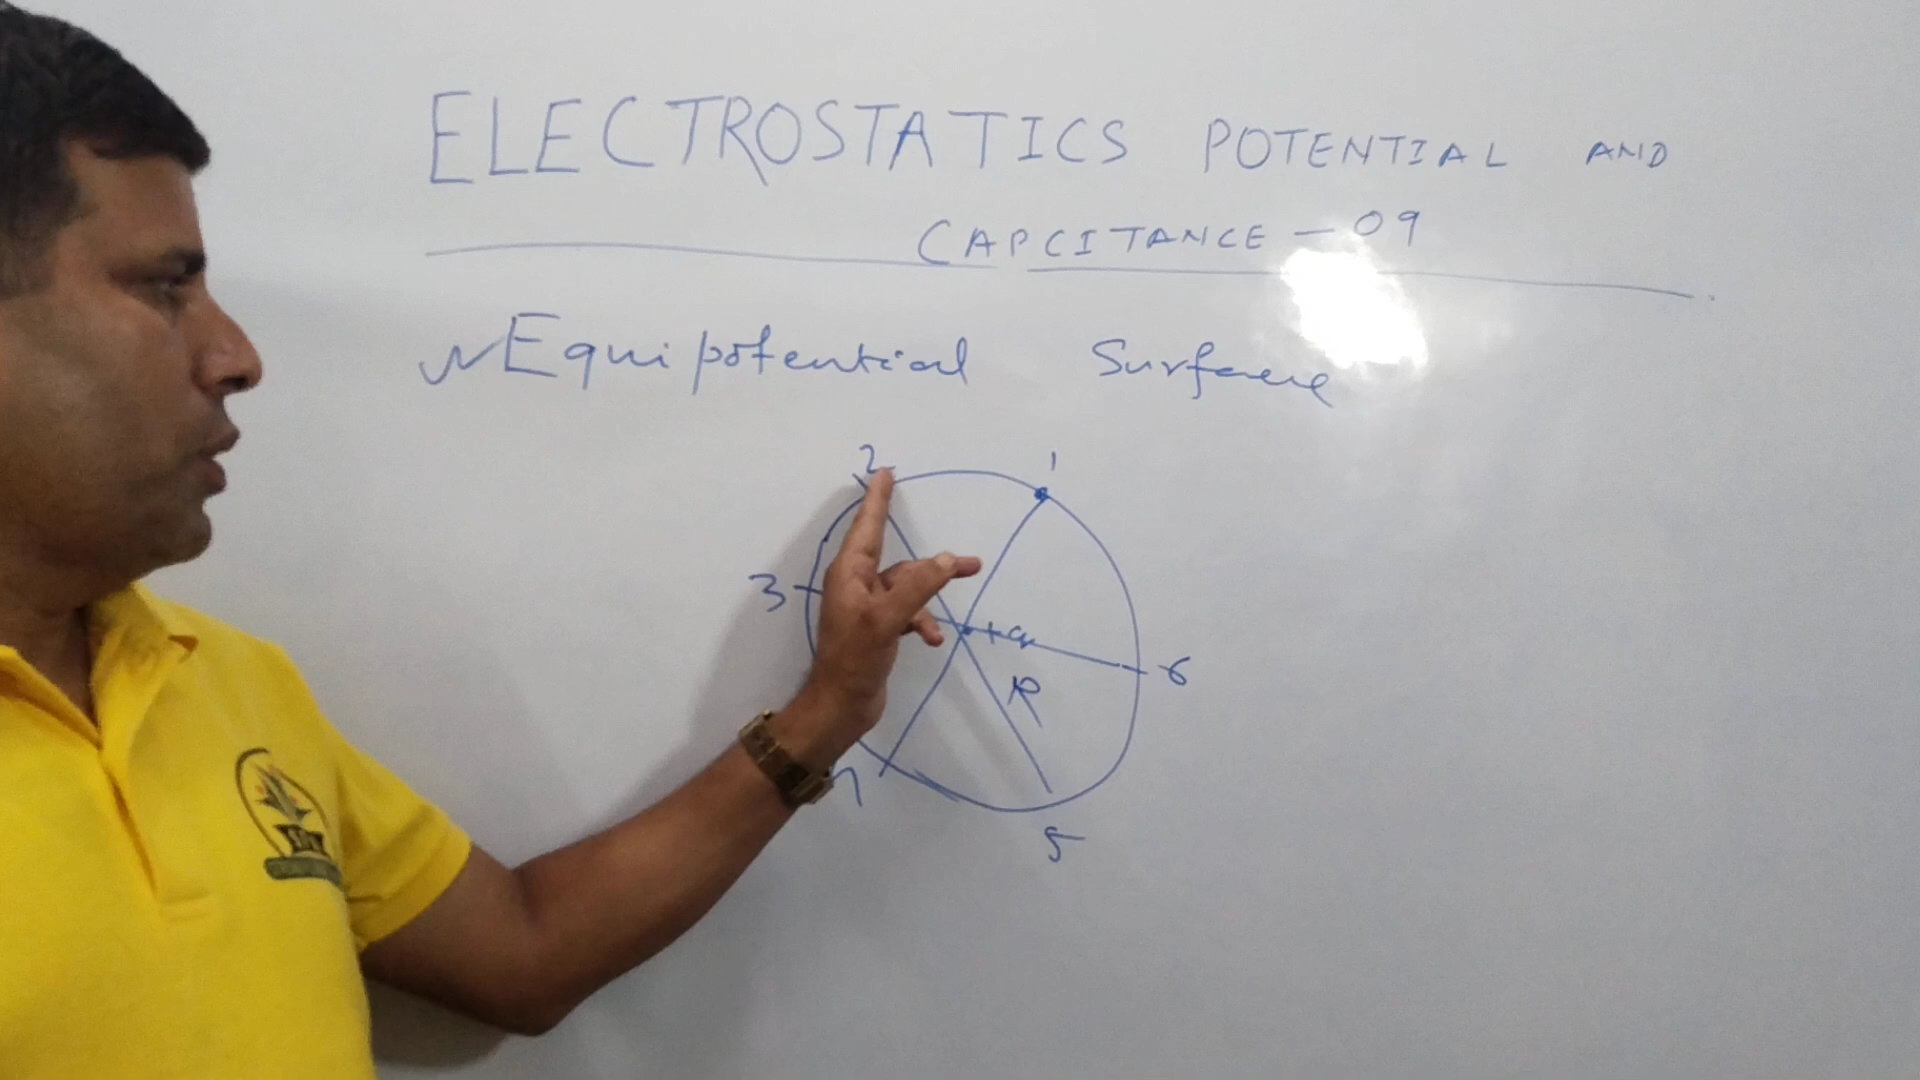 ELECTROSTATICS POTENTIAL AND
CAPCITANCE - 09
Equipotential Surface
2 1
3
+q
6
R
5